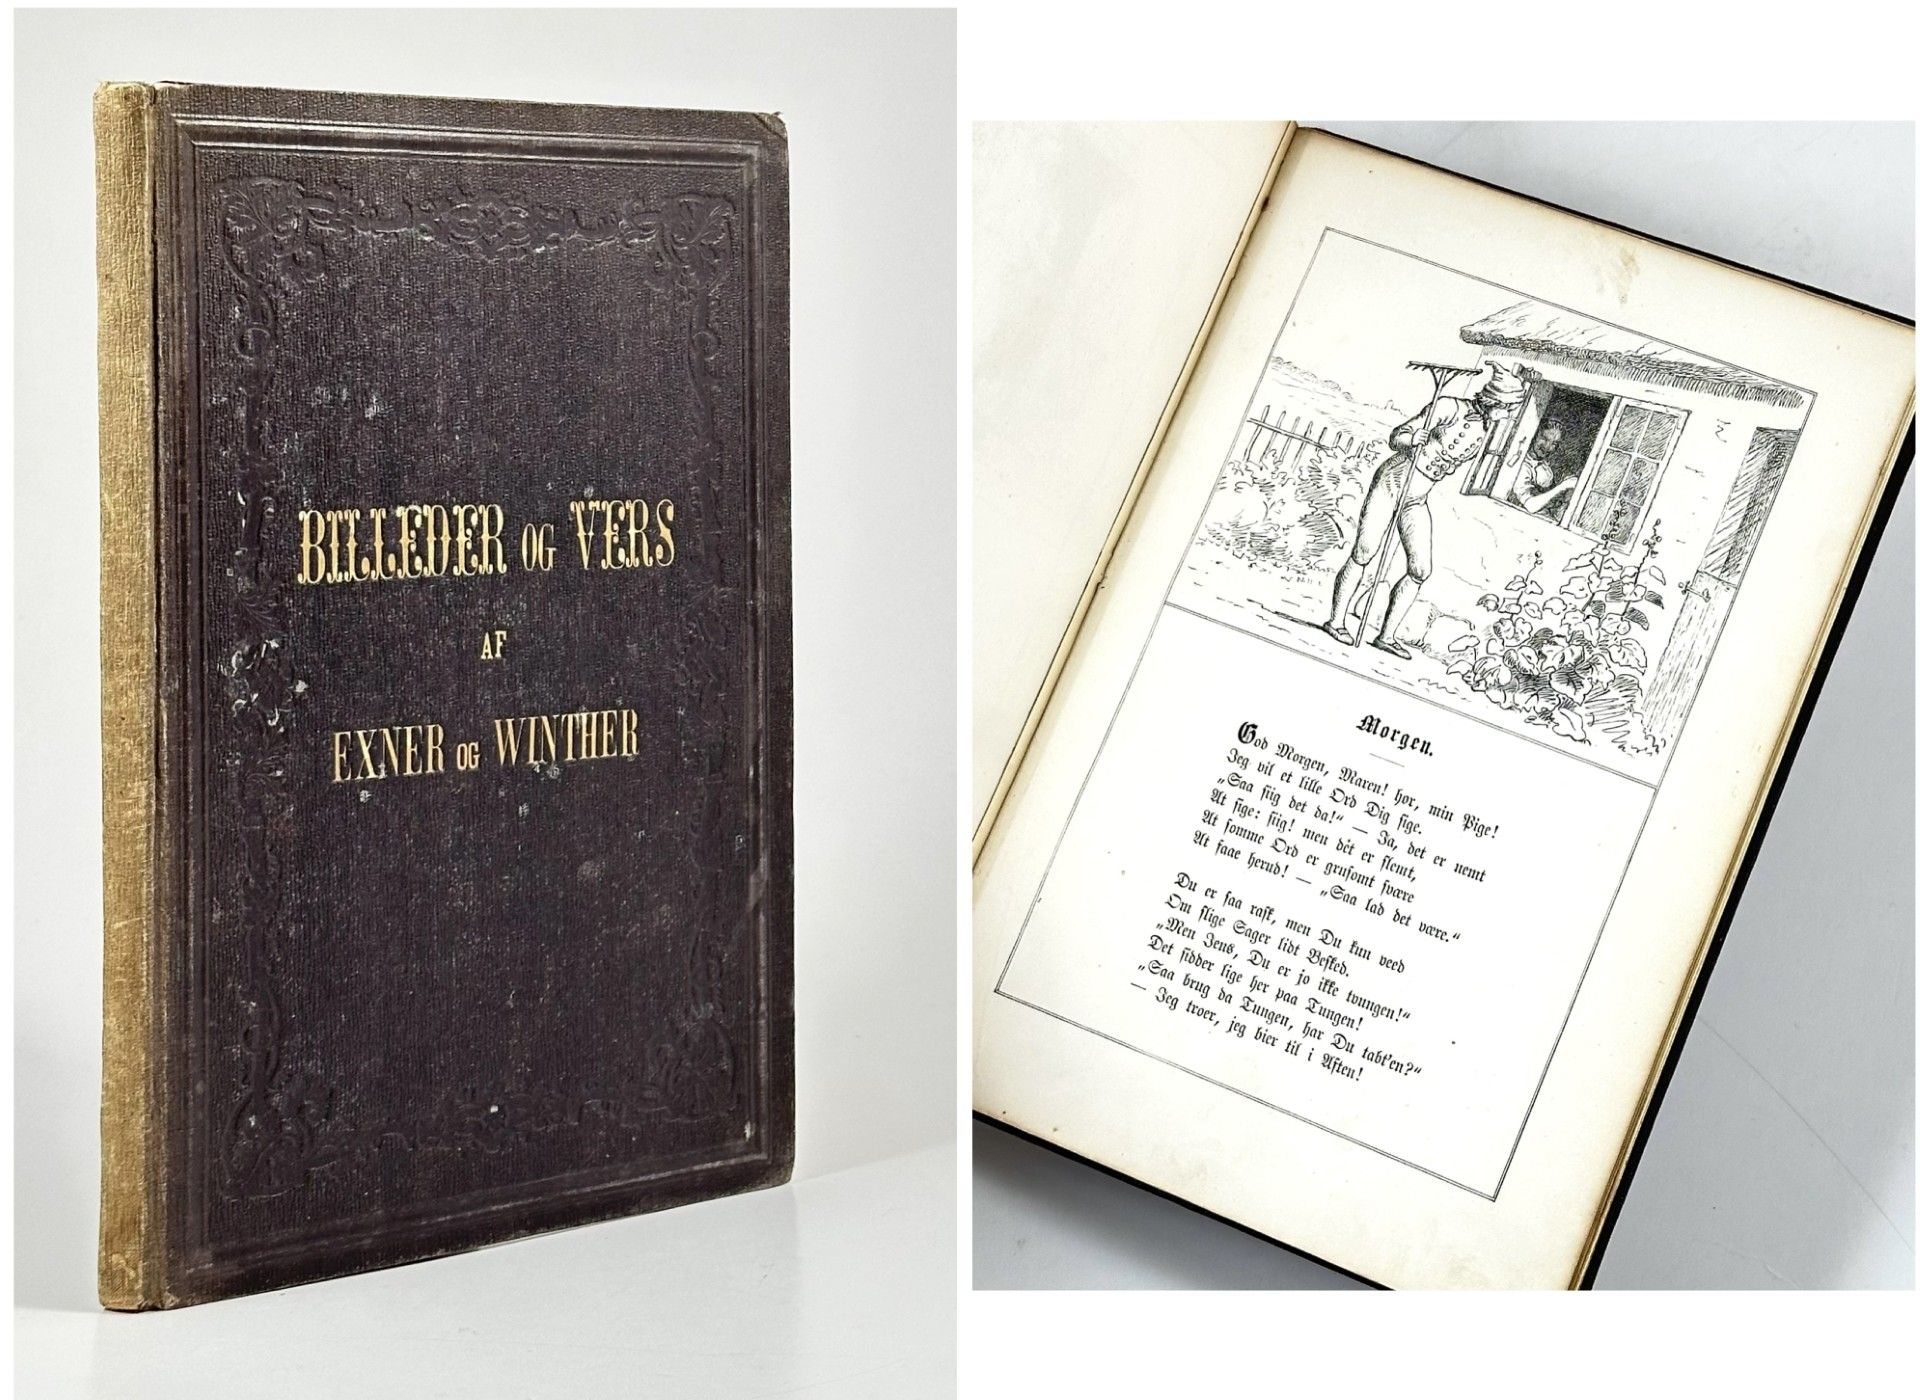 BILLEDER OG VERS
AF
EXNER OG WINTHER
Morgen.
God Morgen, Maren! hør, min Pige!
Jeg vil et lille Ord Dig sige.
„Saa siig det da!“ — Ja, det er nemt
At sige: siig! men dét er slemt,
At somme Ord er grusomt svære
At faae herud! — „Saa lad det være.“
Du er saa rask, men Du kun veed
Om slige Sager lidt Besked.
„Men Jens, Du er jo ikke tvungen!“
Det sidder lige her paa Tungen!
„Saa brug da Tungen, har Du tabt'en?“
— Jeg troer, jeg bier til i Aften!